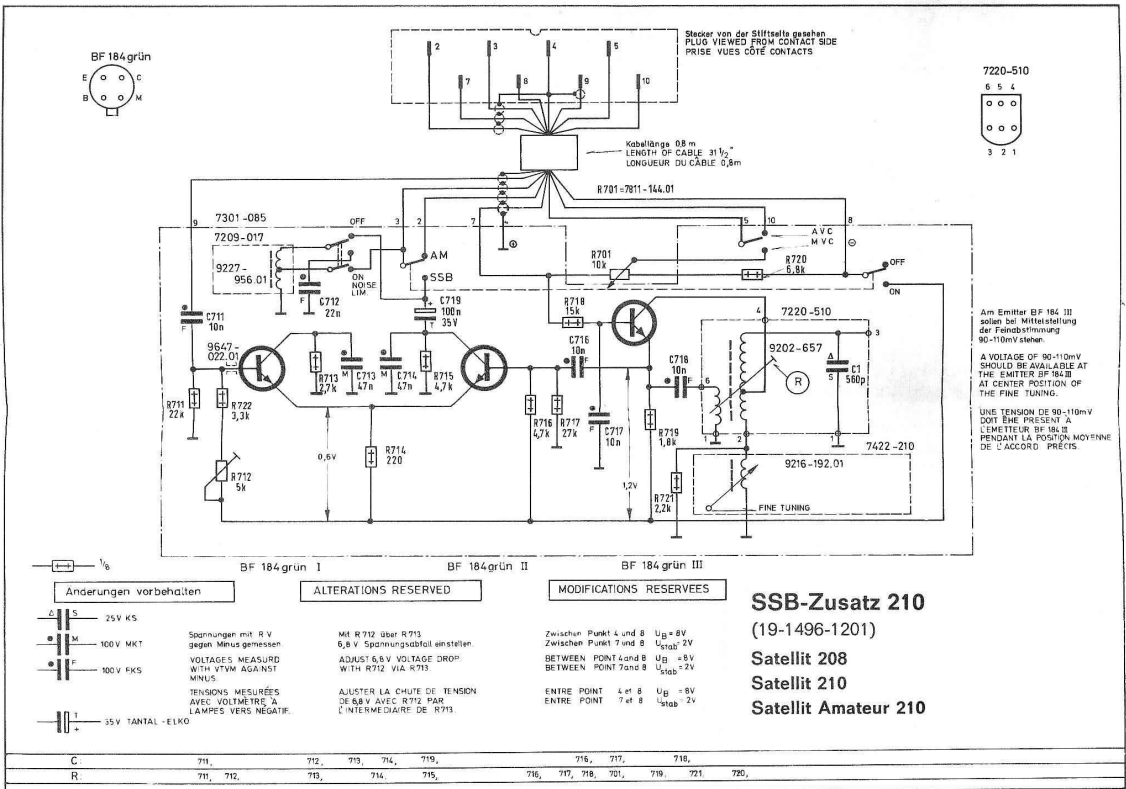 BF 184 grün
E C
B M
2 3 4 5
7 8 9 10
Stecker von der Stiftseite gesehen
PLUG VIEWED FROM CONTACT SIDE
PRISE VUES CÔTÉ CONTACTS
7220-510
6 5 4
3 2 1
Kabellänge 0,8 m
LENGTH OF CABLE 31 1/2"
LONGUEUR DU CÂBLE 0,8m
R701=7811-144.01
9 3 2 7 4 5 10 8
7301-085
7209-017
9227-
956.01
OFF
ON
NOISE
LIM.
AM
SSB
AVC
MVC
R701
10k
R720
6,8k
OFF
ON
C711
10n
F
C712
22n
F
C719
100n
35V
T
R718
15k
7220-510
4 3
9202-657
R
C1
560p
S
9647-
022.01
R713
2,7k
C713
47n
M
C714
47n
M
R715
4,7k
C716
10n
F
C718
10n
F
6
1 2 1
R711
22k
R722
3,3k
R712
5k
0,6V
R714
220
R716
4,7k
R717
27k
C717
10n
F
R719
1,8k
1,2V
R721
2,2k
7422-210
9216-192,01
FINE TUNING
Am Emitter BF 184 III
sollen bei Mittelstellung
der Feinabstimmung
90-110mV stehen.
A VOLTAGE OF 90-110mV
SHOULD BE AVAILABLE AT
THE EMITTER BF 184 III
AT CENTER POSITION OF
THE FINE TUNING.
UNE TENSION DE 90-110mV
DOIT ÊHE PRESENT À
L'EMETTEUR BF 184 III
PENDANT LA POSITION MOYENNE
DE L'ACCORD PRÉCIS.
BF 184 grün I
BF 184 grün II
BF 184 grün III
1/8
Änderungen vorbehalten
ALTERATIONS RESERVED
MODIFICATIONS RESERVEES
S 25V KS
M 100V MKT
F 100V FKS
T 35V TANTAL-ELKO
Spannungen mit R V
gegen Minus gemessen.
VOLTAGES MEASURD
WITH VTVM AGAINST
MINUS.
TENSIONS MESURÉES
AVEC VOLTMÈTRE À
LAMPES VERS NÉGATIF.
Mit R 712 über R 713
6,8 V Spannungsabfall einstellen.
ADJUST 6,8 V VOLTAGE DROP
WITH R712 VIA R713.
AJUSTER LA CHUTE DE TENSION
DE 6,8 V AVEC R712 PAR
L'INTERMEDIAIRE DE R713.
Zwischen Punkt 4 und 8 UB = 8V
Zwischen Punkt 7 und 8 Ustab = 2V
BETWEEN POINT 4 and 8 UB = 8V
BETWEEN POINT 7 and 8 Ustab = 2V
ENTRE POINT 4 et 8 UB = 8V
ENTRE POINT 7 et 8 Ustab = 2V
SSB-Zusatz 210
(19-1496-1201)
Satellit 208
Satellit 210
Satellit Amateur 210
C: 711, 712, 713, 714, 719, 716, 717, 718,
R: 711, 712, 713, 714, 715, 716, 717, 718, 701, 719, 721, 720,